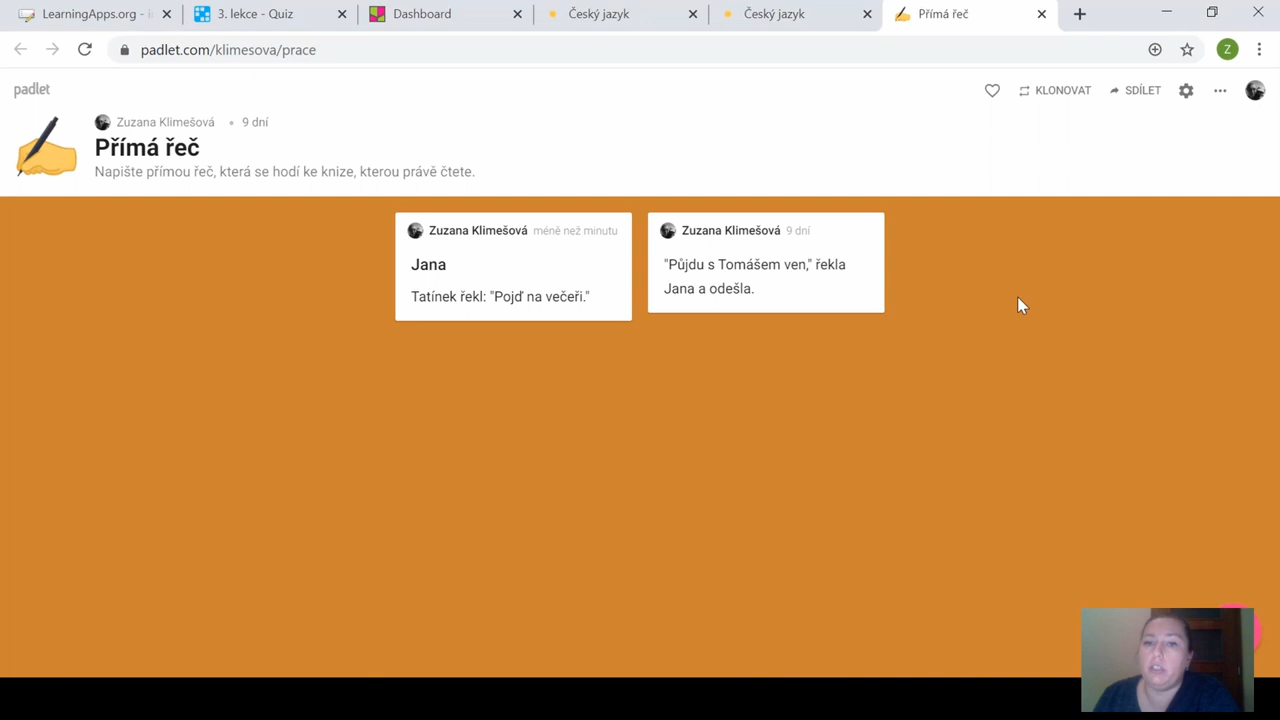 LearningApps.org - i
3. lekce - Quiz
Dashboard
Český jazyk
Český jazyk
Přímá řeč
padlet.com/klimesova/prace
Z
padlet
KLONOVAT
SDÍLET
Zuzana Klimešová • 9 dní
Přímá řeč
Napište přímou řeč, která se hodí ke knize, kterou právě čtete.
Zuzana Klimešová méně než minutu
Jana
Tatínek řekl: "Pojď na večeři."
Zuzana Klimešová 9 dní
"Půjdu s Tomášem ven," řekla
Jana a odešla.